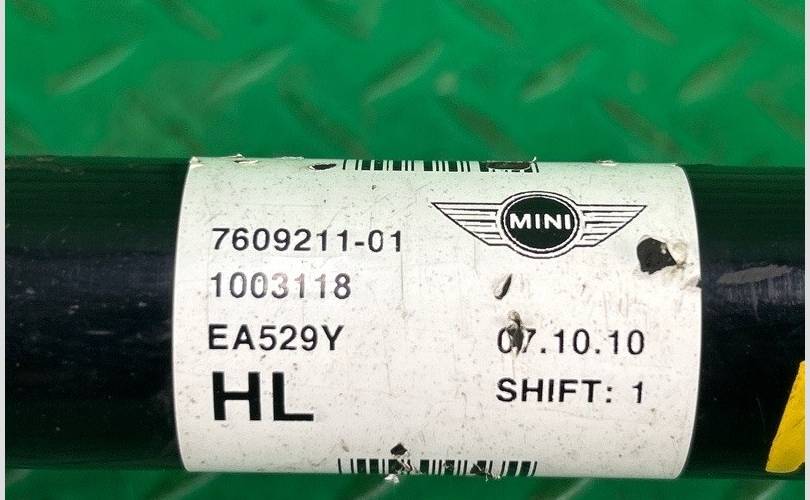 MINI
7609211-01
1003118
EA529Y
07.10.10
HL
SHIFT: 1